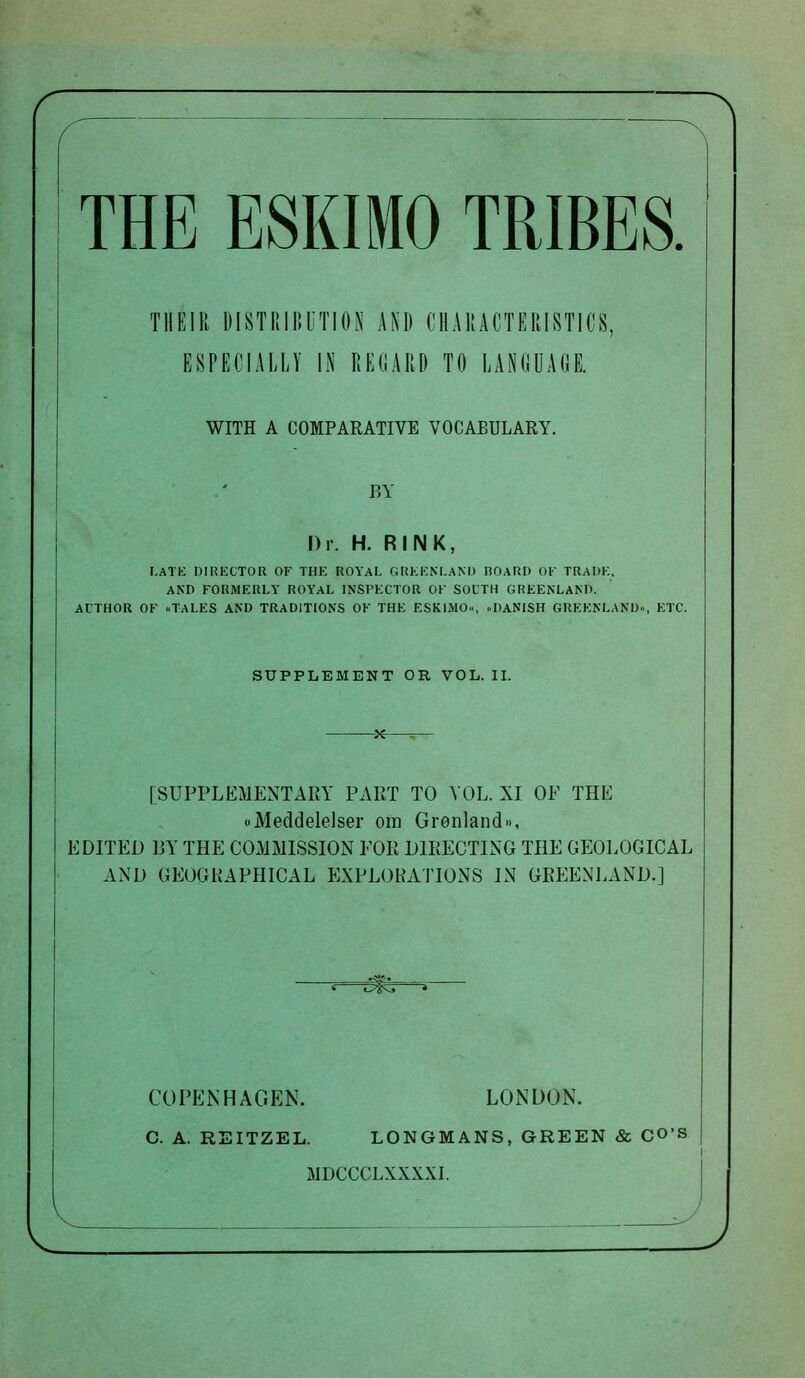 THE ESKIMO TRIBES.
THEIR DISTRIBUTION AND CHARACTERISTICS,
ESPECIALLY IN REGARD TO LANGUAGE.
WITH A COMPARATIVE VOCABULARY.
BY
Dr. H. RINK,
LATE DIRECTOR OF THE ROYAL GREENLAND BOARD OF TRADE,
AND FORMERLY ROYAL INSPECTOR OF SOUTH GREENLAND.
AUTHOR OF «TALES AND TRADITIONS OF THE ESKIMO», «DANISH GREENLAND», ETC.
SUPPLEMENT OR VOL. II.
[SUPPLEMENTARY PART TO VOL. XI OF THE
«Meddelelser om Grønland»,
EDITED BY THE COMMISSION FOR DIRECTING THE GEOLOGICAL
AND GEOGRAPHICAL EXPLORATIONS IN GREENLAND.]
COPENHAGEN. LONDON.
C. A. REITZEL. LONGMANS, GREEN & CO'S
MDCCCLXXXXI.